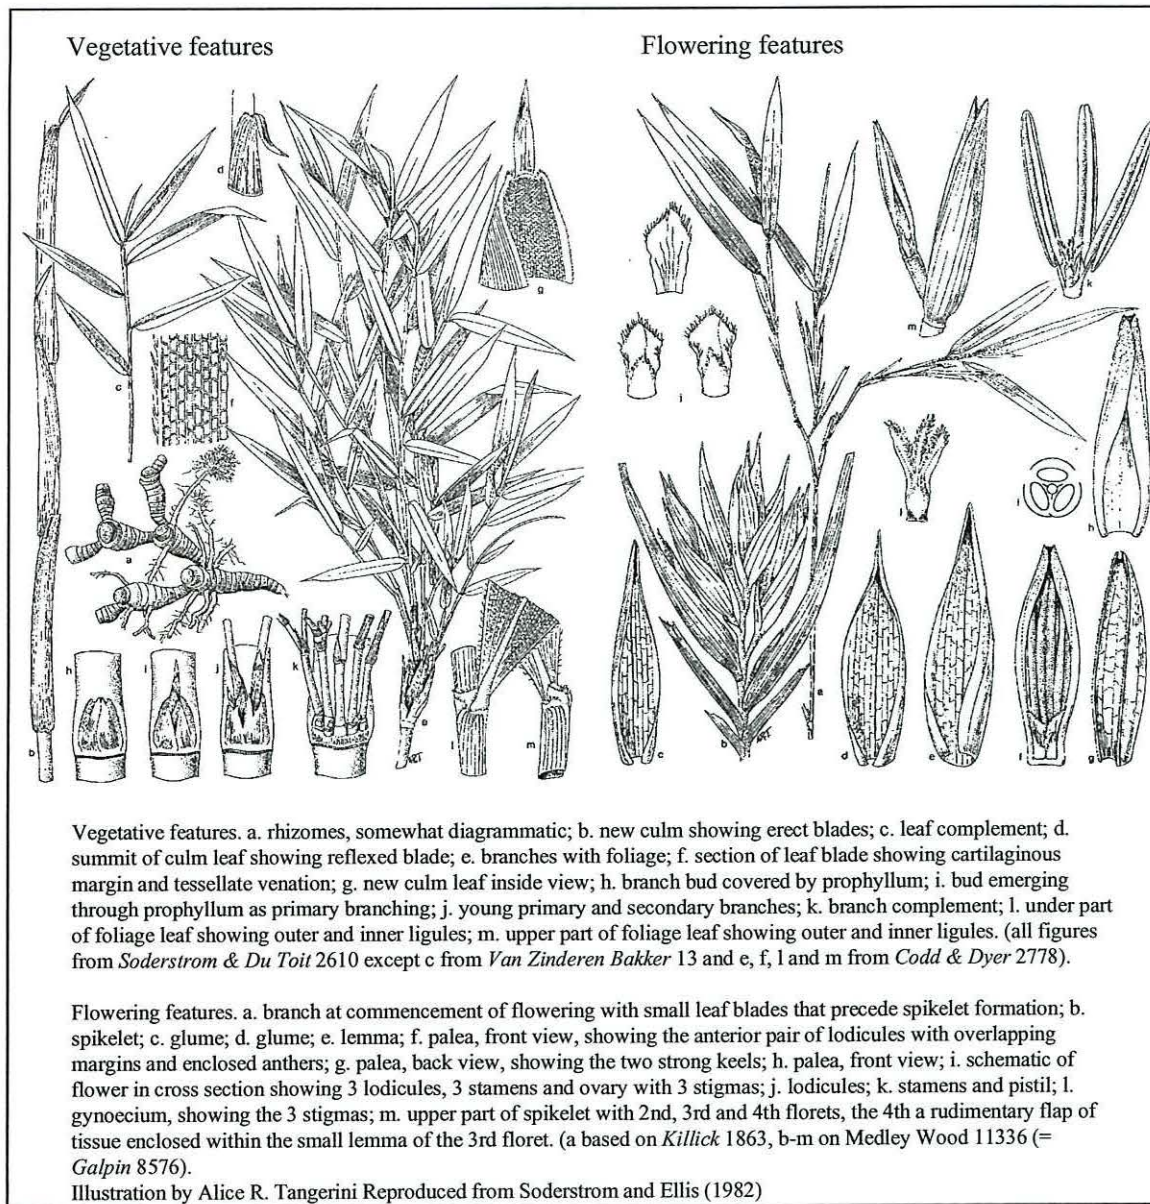 Vegetative features
Flowering features
d
g
c
f
a
h
i
j
k
e
b
l
m
k
m
j
l
i
h
a
c
b
d
e
f
g
Vegetative features. a. rhizomes, somewhat diagrammatic; b. new culm showing erect blades; c. leaf complement; d.
summit of culm leaf showing reflexed blade; e. branches with foliage; f. section of leaf blade showing cartilaginous
margin and tessellate venation; g. new culm leaf inside view; h. branch bud covered by prophyllum; i. bud emerging
through prophyllum as primary branching; j. young primary and secondary branches; k. branch complement; l. under part
of foliage leaf showing outer and inner ligules; m. upper part of foliage leaf showing outer and inner ligules. (all figures
from Soderstrom & Du Toit 2610 except c from Van Zinderen Bakker 13 and e, f, l and m from Codd & Dyer 2778).
Flowering features. a. branch at commencement of flowering with small leaf blades that precede spikelet formation; b.
spikelet; c. glume; d. glume; e. lemma; f. palea, front view, showing the anterior pair of lodicules with overlapping
margins and enclosed anthers; g. palea, back view, showing the two strong keels; h. palea, front view; i. schematic of
flower in cross section showing 3 lodicules, 3 stamens and ovary with 3 stigmas; j. lodicules; k. stamens and pistil; l.
gynoecium, showing the 3 stigmas; m. upper part of spikelet with 2nd, 3rd and 4th florets, the 4th a rudimentary flap of
tissue enclosed within the small lemma of the 3rd floret. (a based on Killick 1863, b-m on Medley Wood 11336 (=
Galpin 8576).
Illustration by Alice R. Tangerini Reproduced from Soderstrom and Ellis (1982)